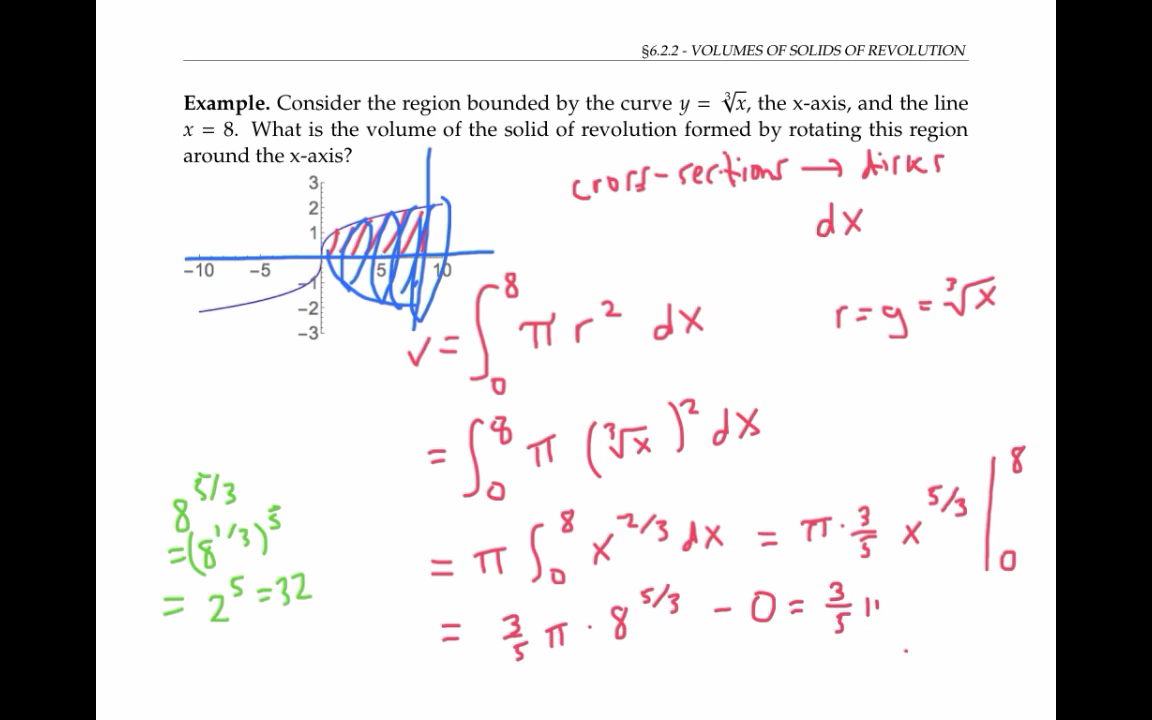 §6.2.2 - VOLUMES OF SOLIDS OF REVOLUTION
Example. Consider the region bounded by the curve y = ∛x, the x-axis, and the line
x = 8. What is the volume of the solid of revolution formed by rotating this region
around the x-axis?
cross-sections → disks
dx
3
2
1
−10 −5 5 10
−1
−2
−3
r = y = ∛x
V = ∫₀⁸ π r² dx
= ∫₀⁸ π (∛x)² dx
= π ∫₀⁸ x^2/3 dx = π · 3/5 x^5/3 |₀⁸
= 3/5 π · 8^5/3 − 0 = 3/5
8^5/3
= (8^1/3)^5
= 2^5 = 32